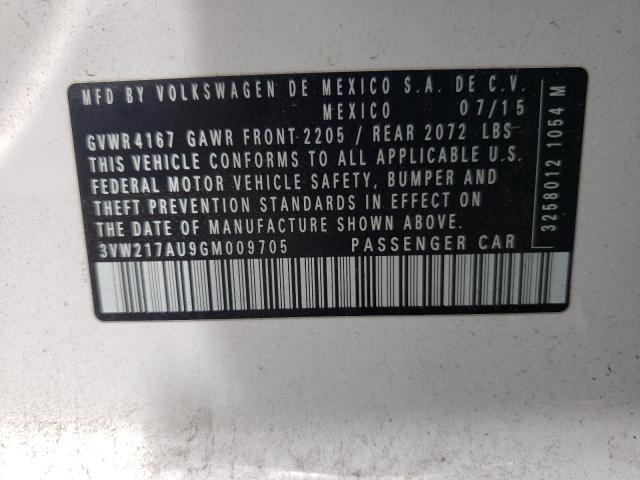 MFD BY VOLKSWAGEN DE MEXICO S.A. DE C.V.
MEXICO 07/15
GVWR 4167 GAWR FRONT 2205 / REAR 2072 LBS
THIS VEHICLE CONFORMS TO ALL APPLICABLE U.S.
FEDERAL MOTOR VEHICLE SAFETY, BUMPER AND
THEFT PREVENTION STANDARDS IN EFFECT ON
THE DATE OF MANUFACTURE SHOWN ABOVE.
3VW217AU9GM009705 PASSENGER CAR
3258012 1054 M